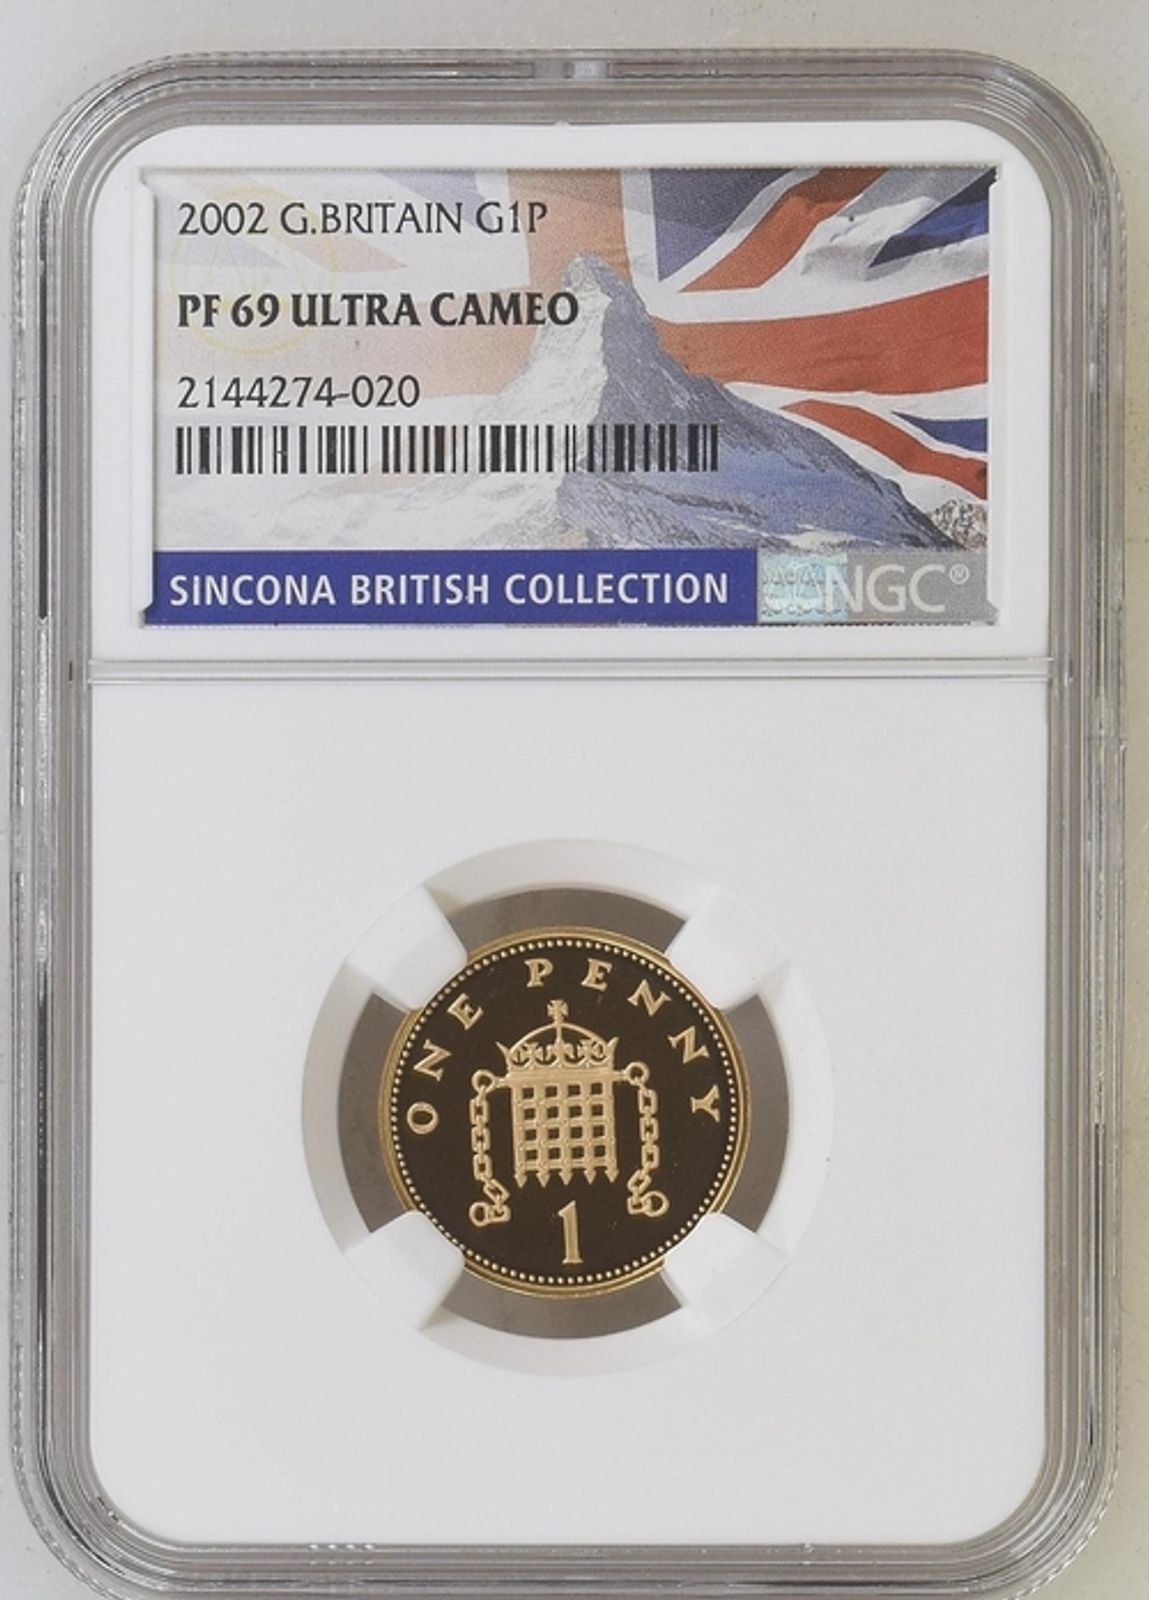 2002 G.BRITAIN G1P
PF 69 ULTRA CAMEO
2144274-020
SINCONA BRITISH COLLECTION NGC®
ONE PENNY
1